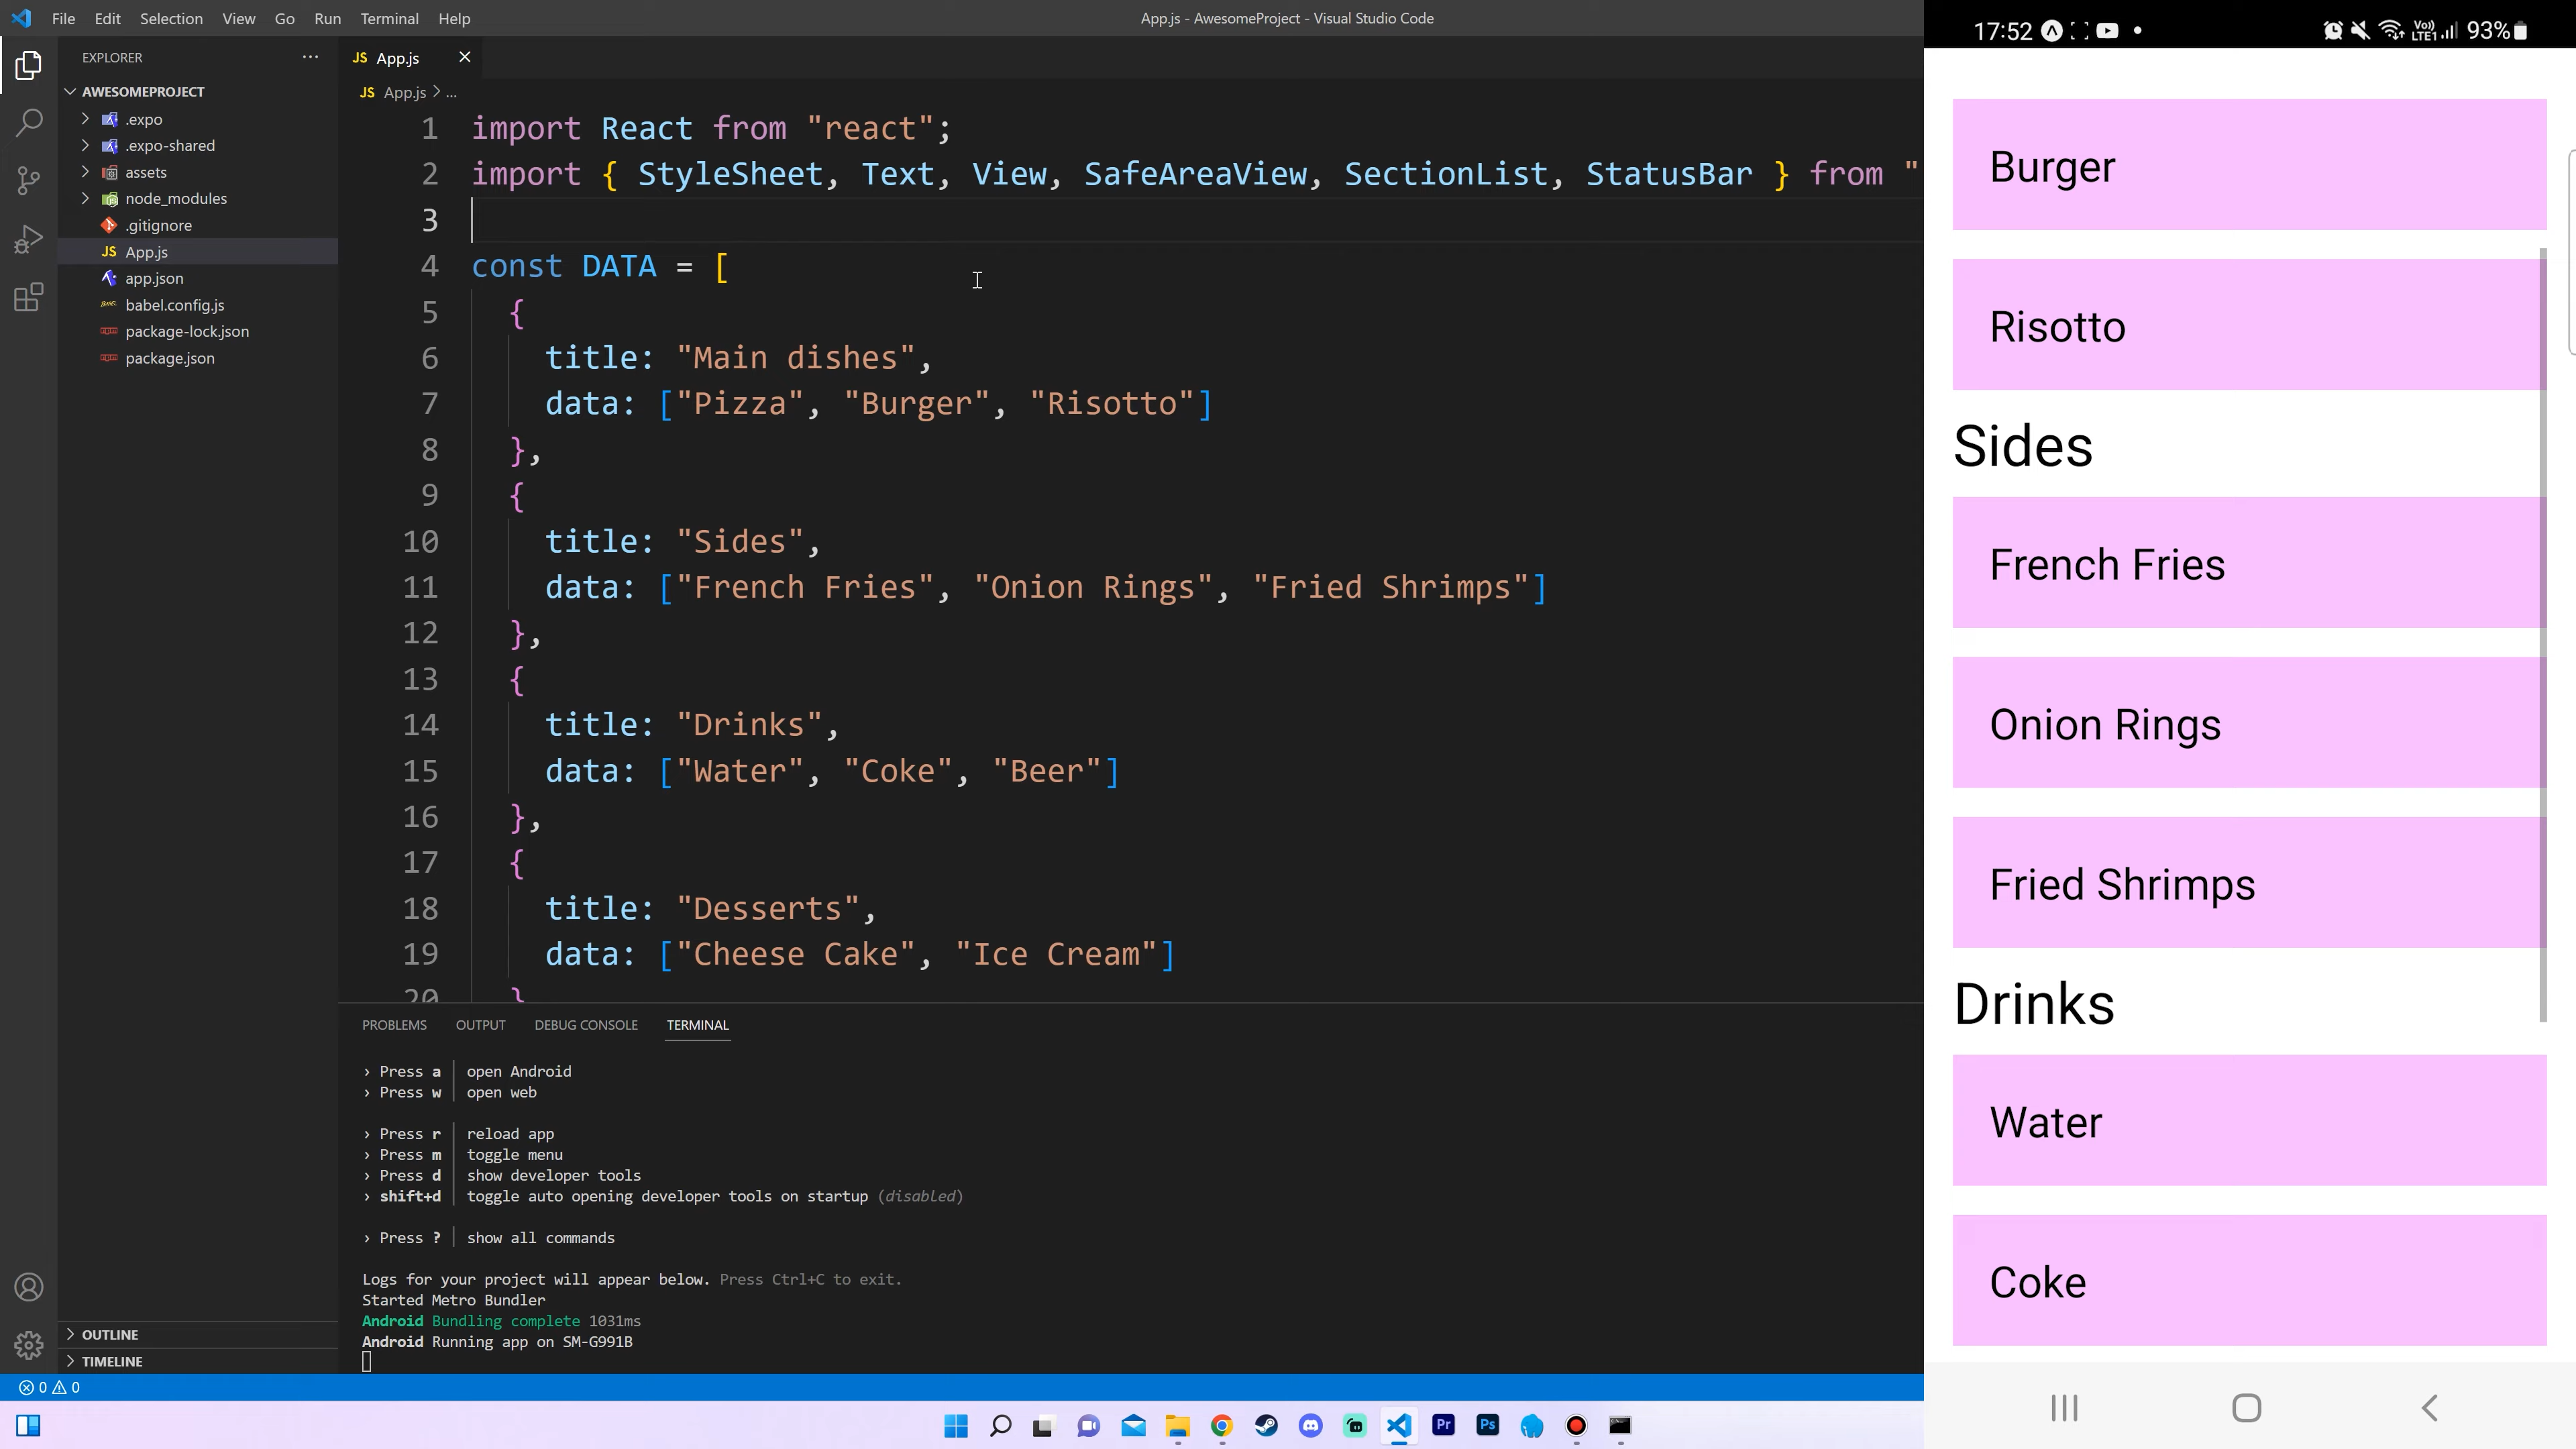 File Edit Selection View Go Run Terminal Help
App.js - AwesomeProject - Visual Studio Code
EXPLORER
AWESOMEPROJECT
.expo
.expo-shared
assets
node_modules
.gitignore
JS App.js
app.json
babel.config.js
package-lock.json
package.json
OUTLINE
TIMELINE
JS App.js
JS App.js > ...
1 import React from "react";
2 import { StyleSheet, Text, View, SafeAreaView, SectionList, StatusBar } from "
3
4 const DATA = [
5 {
6 title: "Main dishes",
7 data: ["Pizza", "Burger", "Risotto"]
8 },
9 {
10 title: "Sides",
11 data: ["French Fries", "Onion Rings", "Fried Shrimps"]
12 },
13 {
14 title: "Drinks",
15 data: ["Water", "Coke", "Beer"]
16 },
17 {
18 title: "Desserts",
19 data: ["Cheese Cake", "Ice Cream"]
20 }
PROBLEMS OUTPUT DEBUG CONSOLE TERMINAL
› Press a │ open Android
› Press w │ open web
› Press r │ reload app
› Press m │ toggle menu
› Press d │ show developer tools
› shift+d │ toggle auto opening developer tools on startup (disabled)
› Press ? │ show all commands
Logs for your project will appear below. Press Ctrl+C to exit.
Started Metro Bundler
Android Bundling complete 1031ms
Android Running app on SM-G991B
0 0
Pr Ps
17:52 Vo)) LTE1 93%
Burger
Risotto
Sides
French Fries
Onion Rings
Fried Shrimps
Drinks
Water
Coke